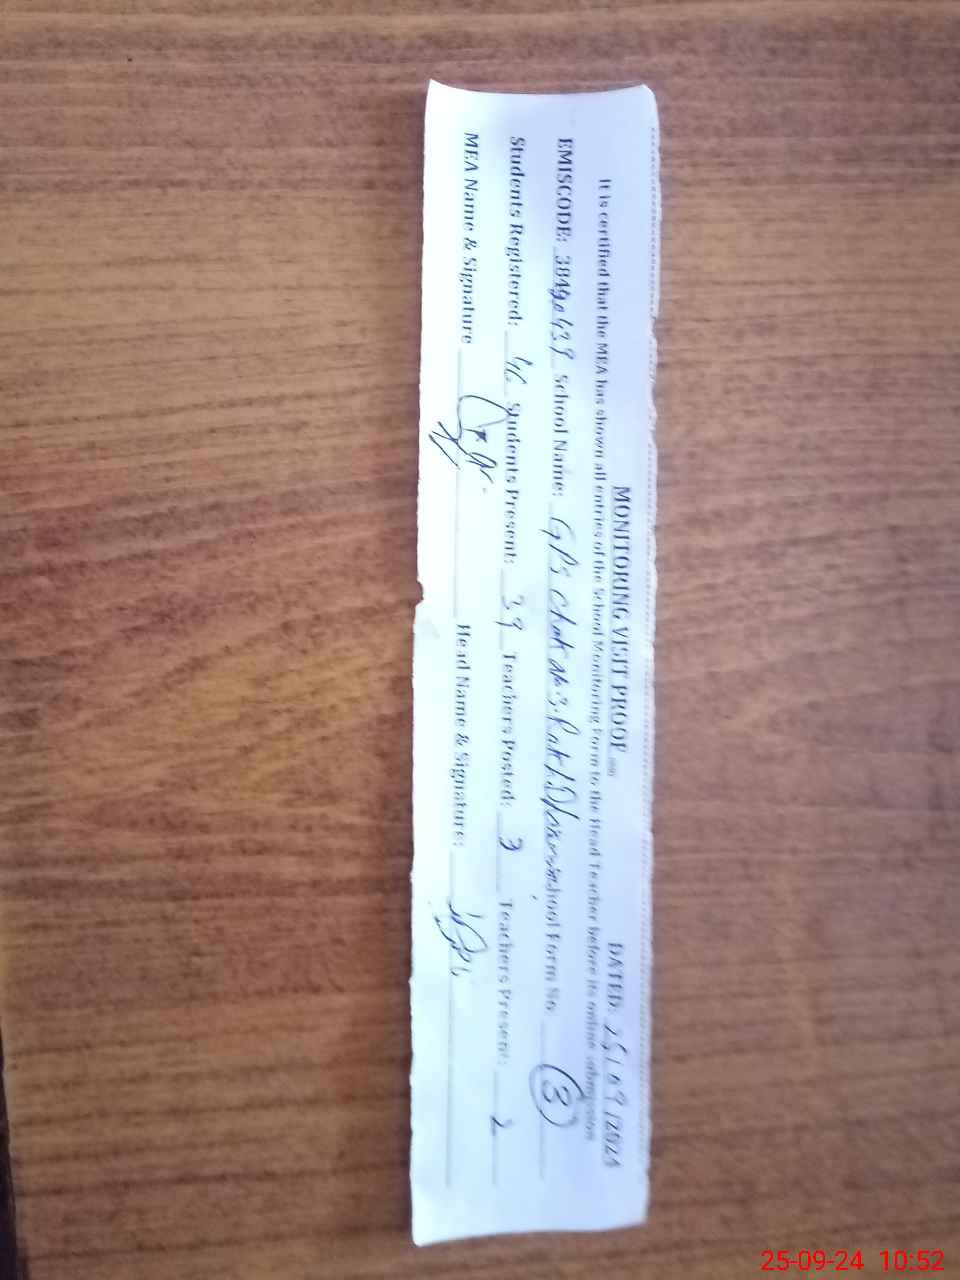 MONITORING VISIT PROOF DATED: 25/09/2024
It is certified that the MEA has shown all entries of the School Monitoring Form to the Head Teacher before its online submission
EMISCODE: School Name: GPS Chak School Form No 3
Students Registered: 46 Students Present: 39 Teachers Posted: 3 Teachers Present: 2
MEA Name & Signature Head Name & Signature:
25-09-24 10:52